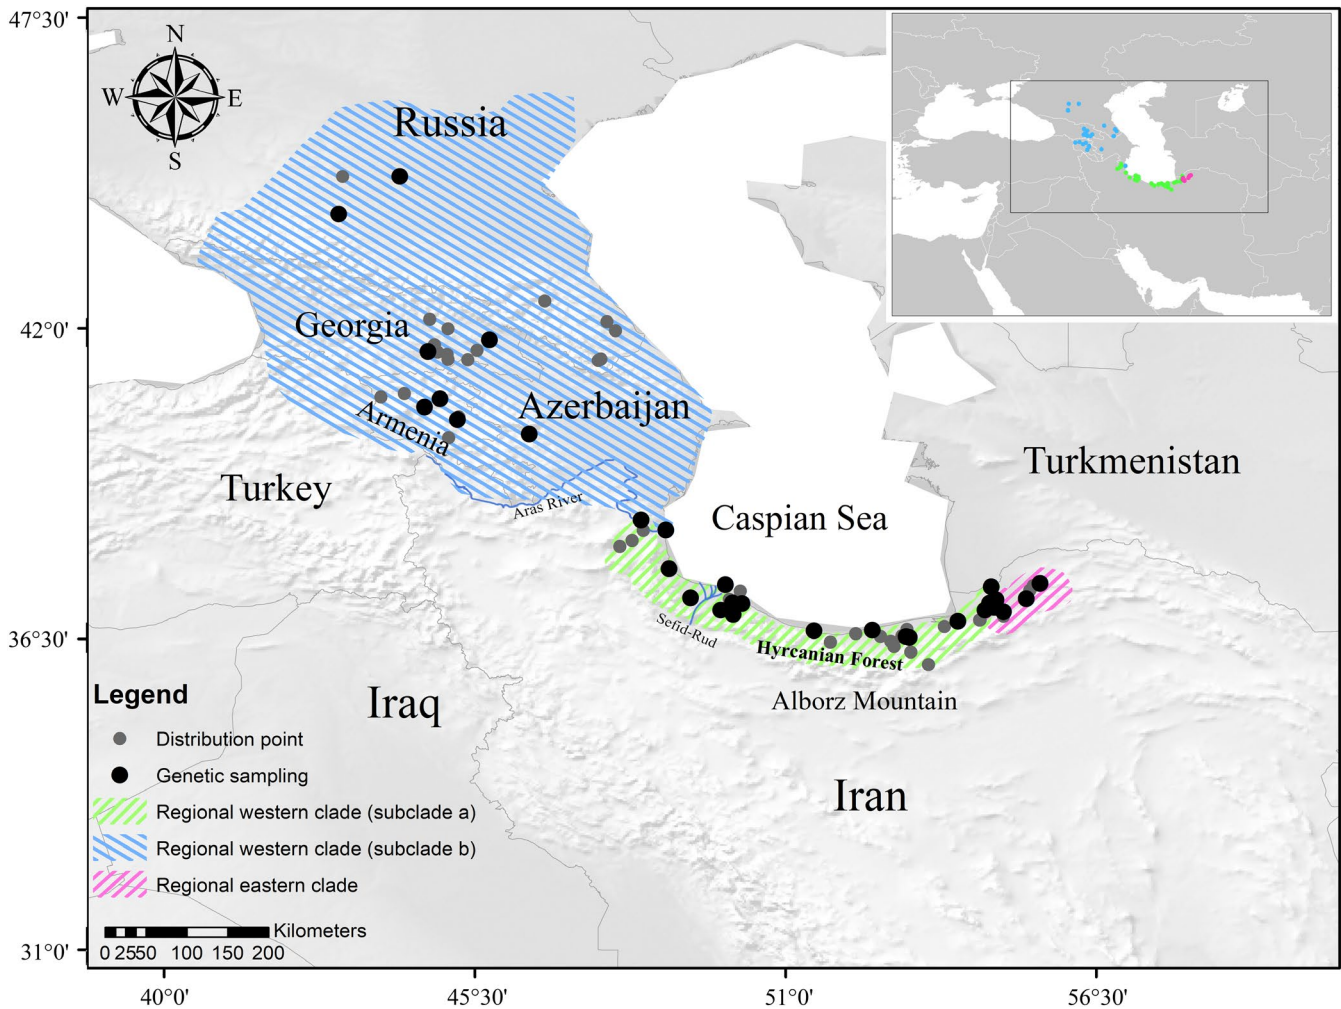 47°30'
N
W
E
S
Russia
Georgia
42°0'
Azerbaijan
Armenia
Turkey
Turkmenistan
Aras River
Caspian Sea
Sefid-Rud
36°30'
Hyrcanian Forest
Iraq
Alborz Mountain
Iran
Legend
Distribution point
Genetic sampling
Regional western clade (subclade a)
Regional western clade (subclade b)
Regional eastern clade
Kilometers
0 25 50 100 150 200
31°0'
40°0'
45°30'
51°0'
56°30'